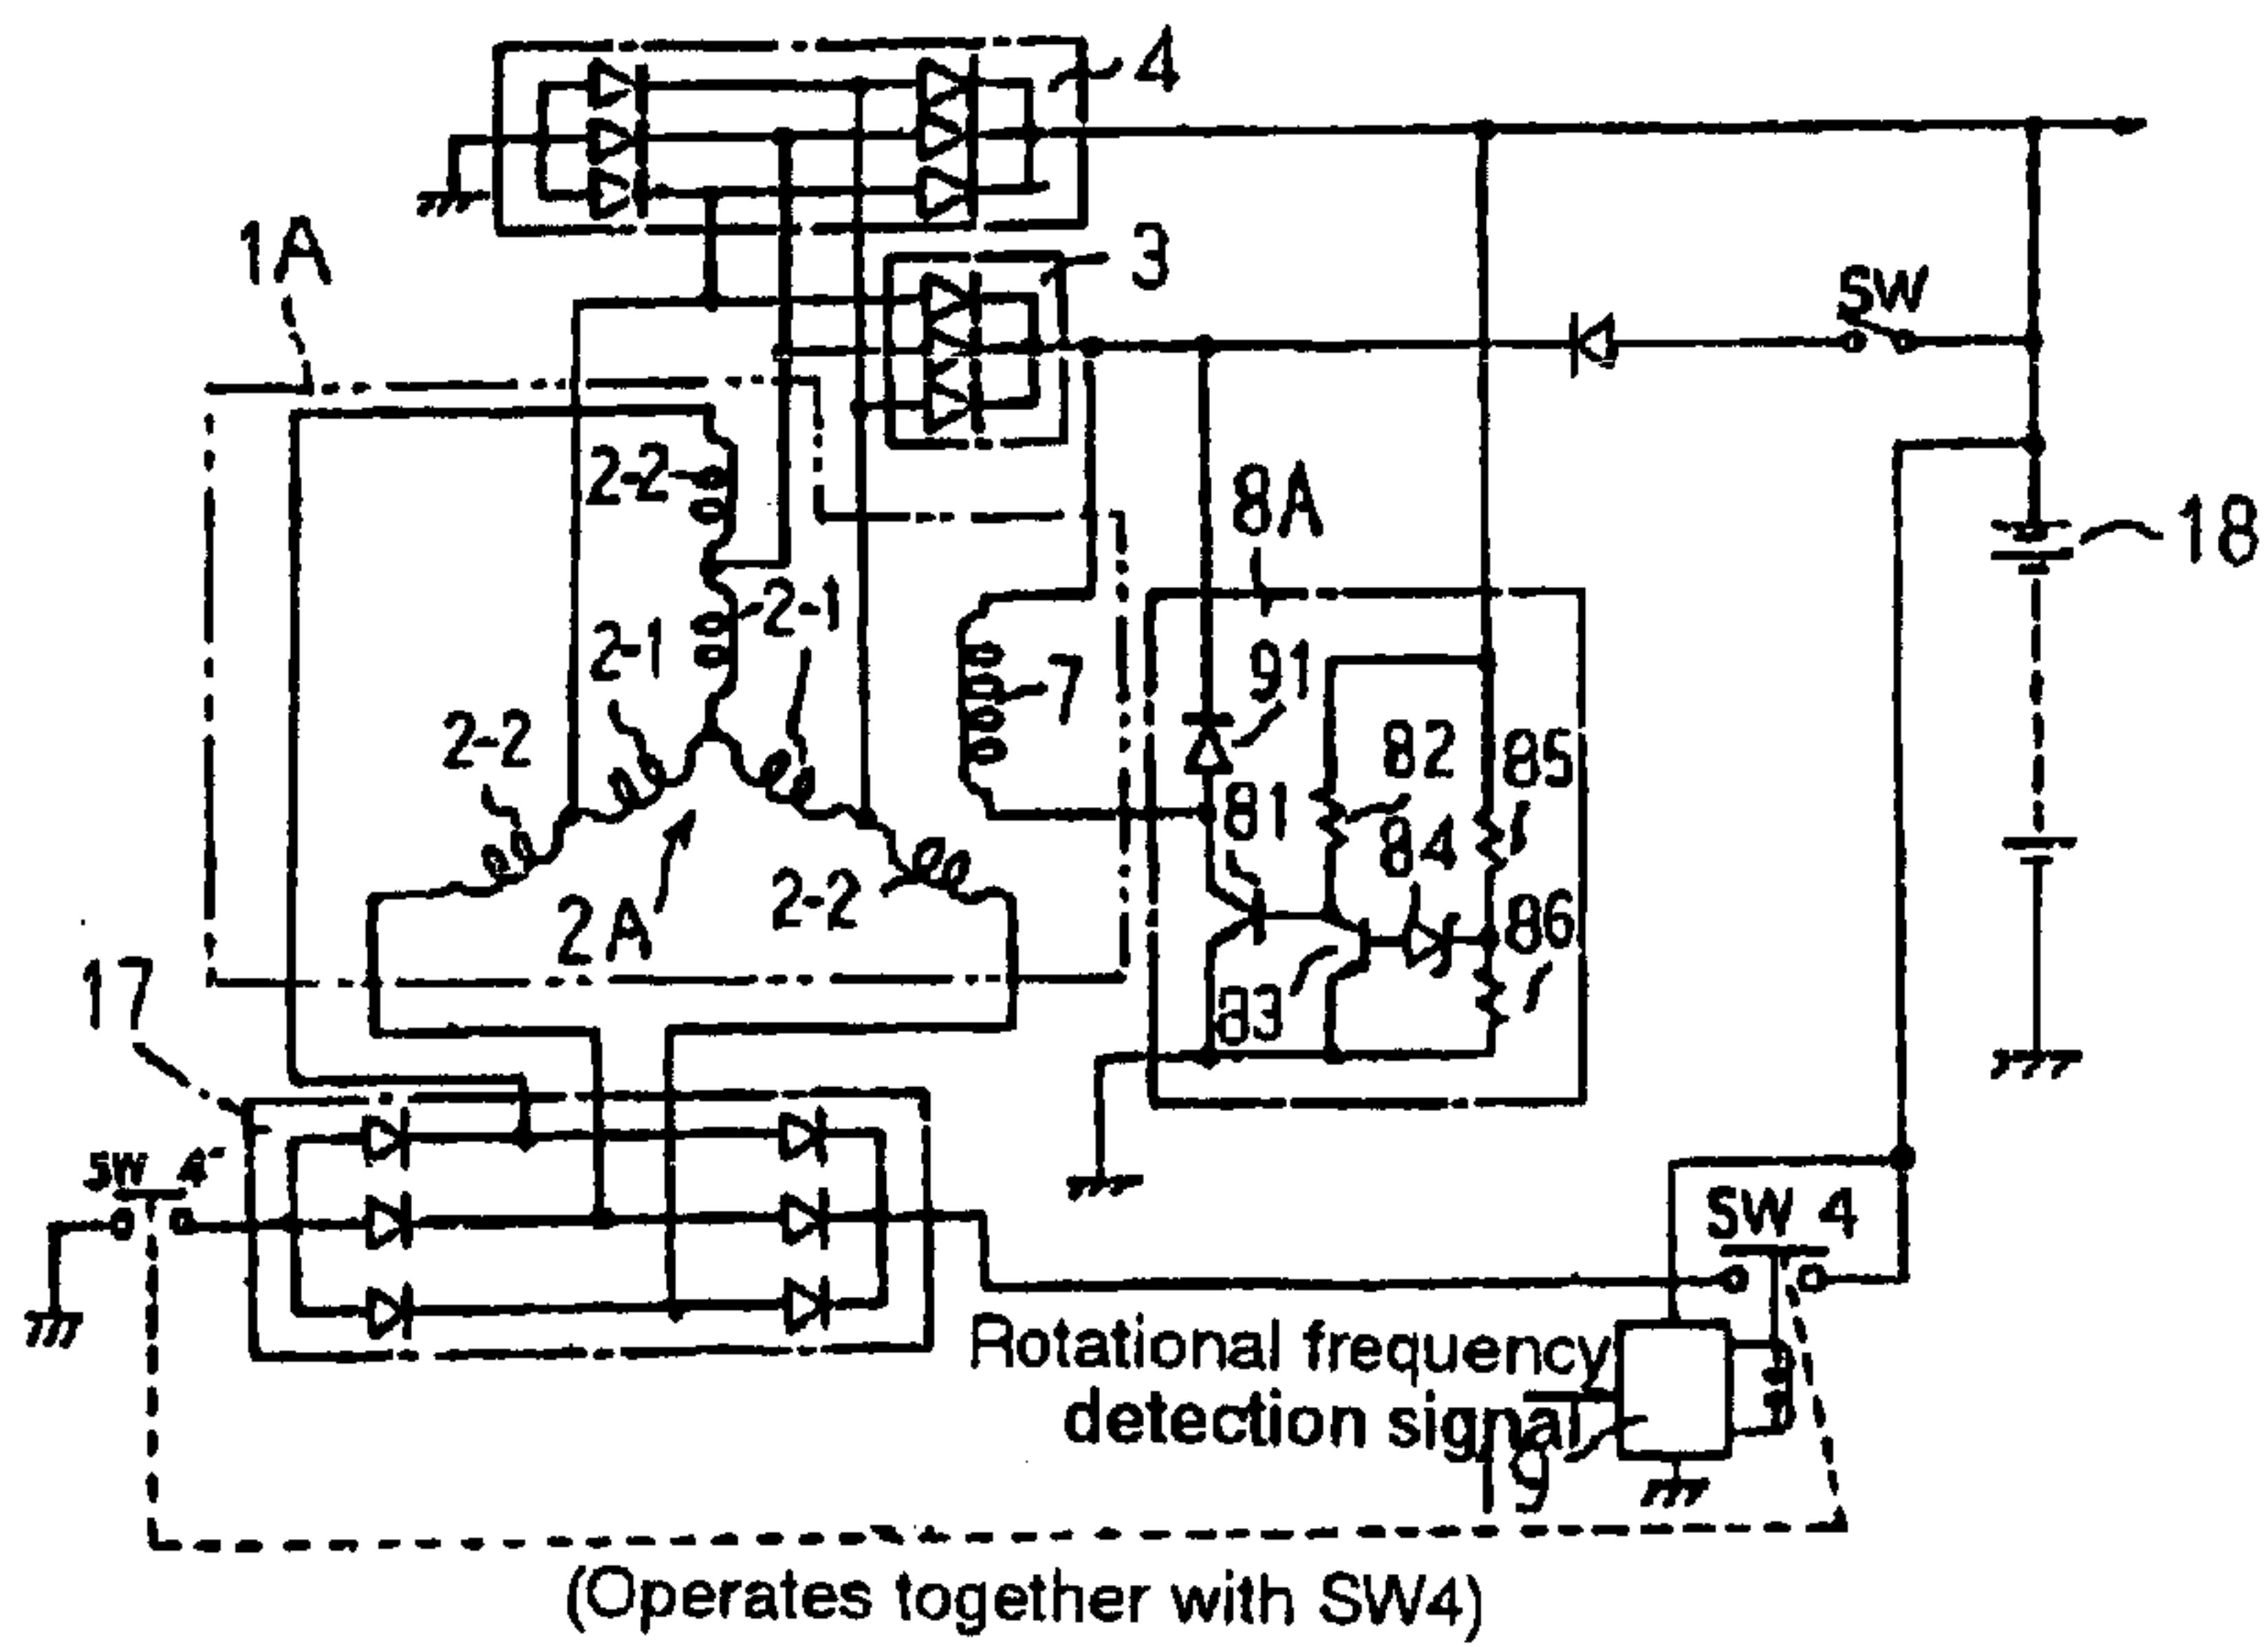 4
1A
3
SW
2-2
8A
18
2-1
2-1
91
7
2-2
82
85
81
84
2-2
86
2A
17
83
SW 4'
SW 4
Rotational frequency
detection signal
19
(Operates together with SW4)